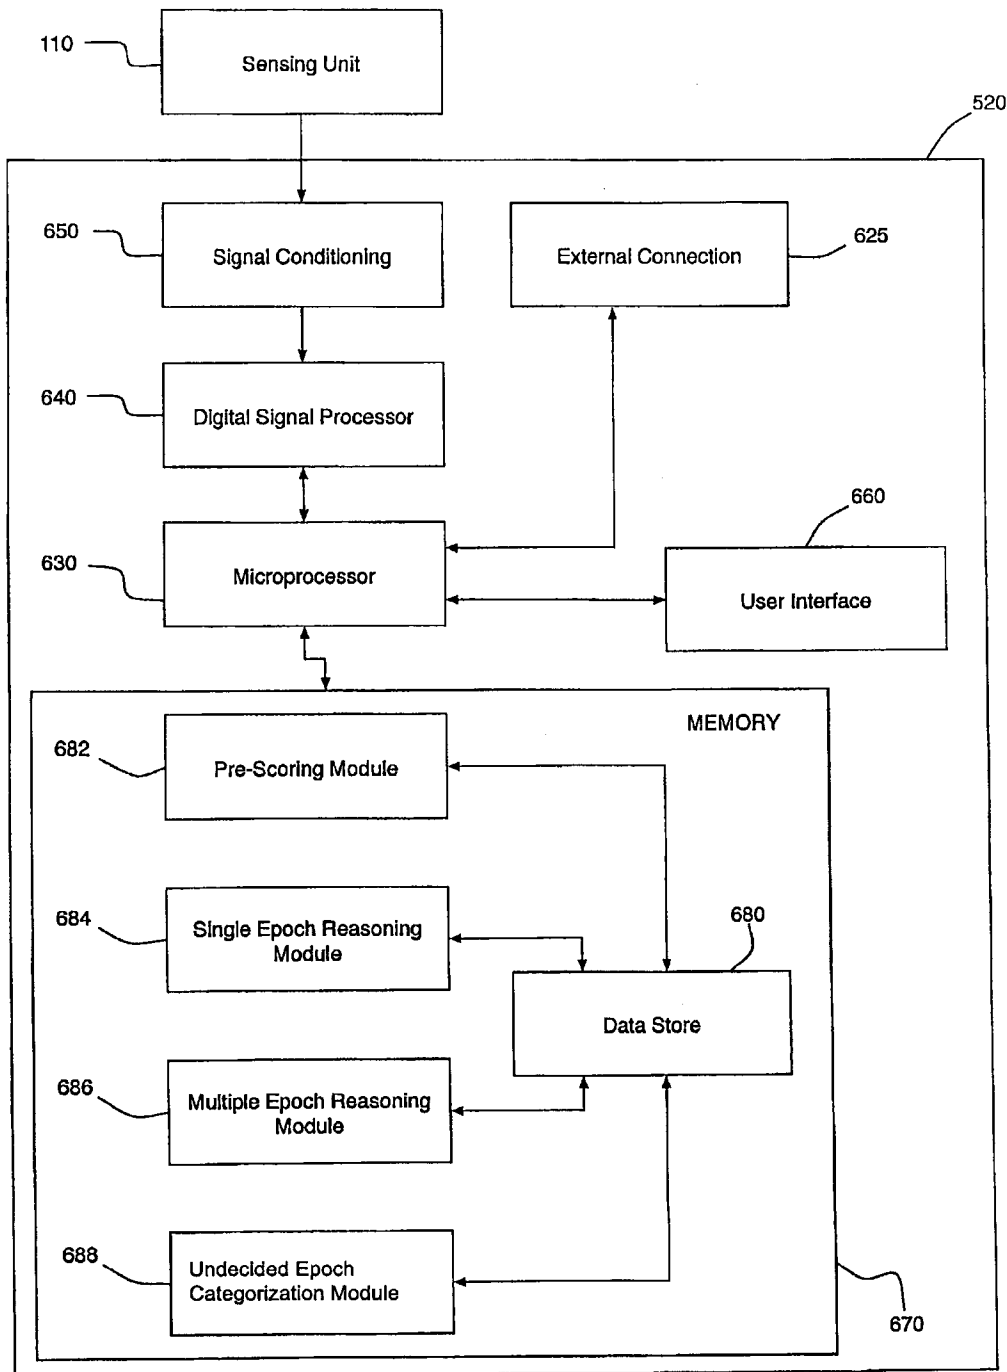 110
Sensing Unit
520
650
Signal Conditioning
External Connection
625
640
Digital Signal Processor
660
630
Microprocessor
User Interface
MEMORY
682
Pre-Scoring Module
684
Single Epoch Reasoning
Module
680
Data Store
686
Multiple Epoch Reasoning
Module
688
Undecided Epoch
Categorization Module
670